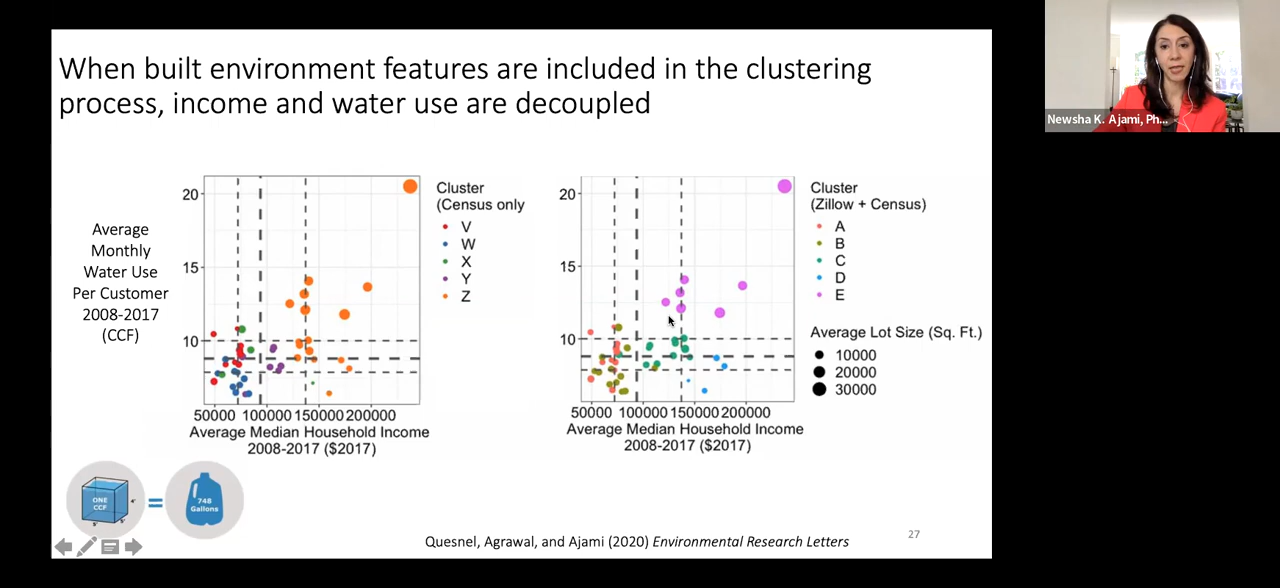 When built environment features are included in the clustering
process, income and water use are decoupled
Average
Monthly
Water Use
Per Customer
2008-2017
(CCF)
20
15
10
50000 100000 150000 200000
Average Median Household Income
2008-2017 ($2017)
Cluster
(Census only
V
W
X
Y
Z
20
15
10
50000 100000 150000 200000
Average Median Household Income
2008-2017 ($2017)
Cluster
(Zillow + Census)
A
B
C
D
E
Average Lot Size (Sq. Ft.)
10000
20000
30000
ONE
CCF
=
748
Gallons
Quesnel, Agrawal, and Ajami (2020) Environmental Research Letters
27
Newsha K. Ajami, Ph...